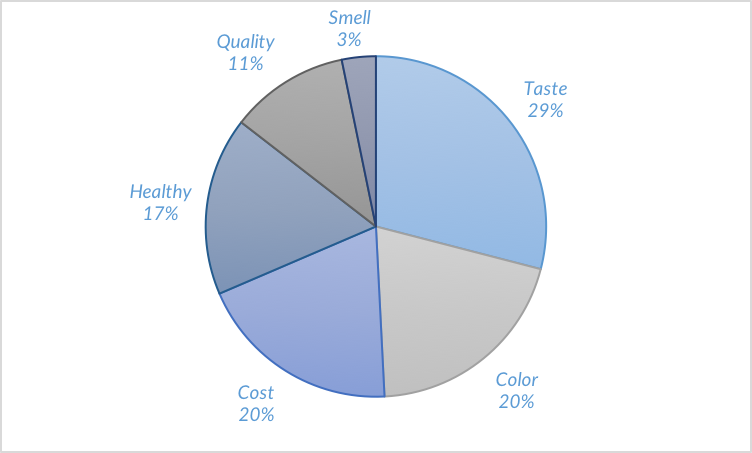 Smell
3%
Quality
11%
Taste
29%
Healthy
17%
Color
20%
Cost
20%